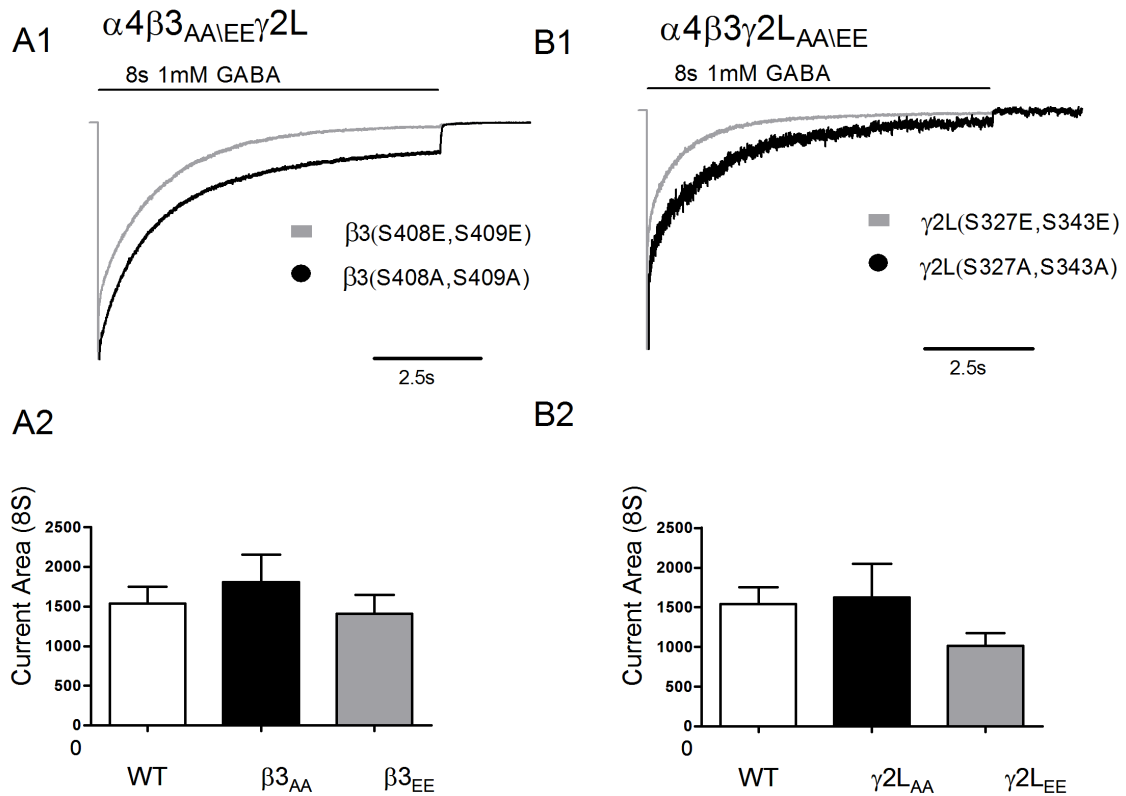 A1
α4β3AA\EEγ2L
8s 1mM GABA
β3(S408E,S409E)
β3(S408A,S409A)
2.5s
B1
α4β3γ2LAA\EE
8s 1mM GABA
γ2L(S327E,S343E)
γ2L(S327A,S343A)
2.5s
A2
Current Area (8S)
2500
2000
1500
1000
500
0
0
WT β3AA β3EE
B2
Current Area (8S)
2500
2000
1500
1000
500
0
0
WT γ2LAA γ2LEE